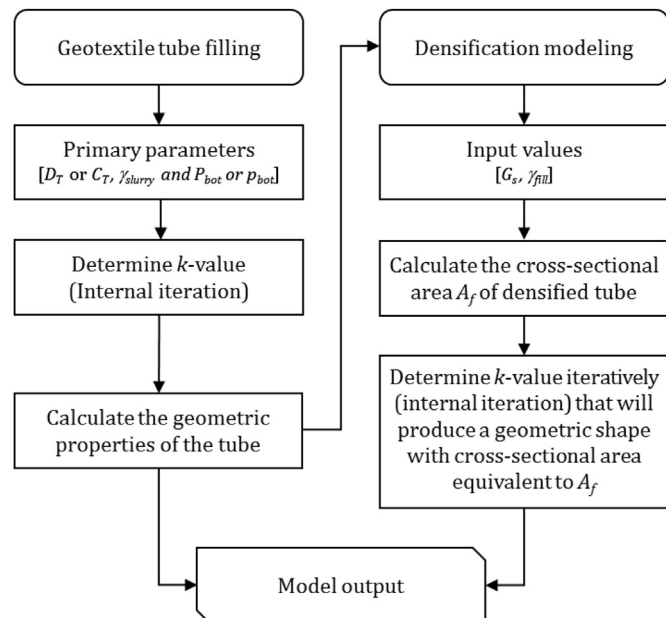 Geotextile tube filling
Primary parameters
[D_T or C_T, γ_slurry and P_bot or p_bot]
Determine k-value
(Internal iteration)
Calculate the geometric
properties of the tube
Densification modeling
Input values
[G_s, γ_fill]
Calculate the cross-sectional
area A_f of densified tube
Determine k-value iteratively
(internal iteration) that will
produce a geometric shape
with cross-sectional area
equivalent to A_f
Model output